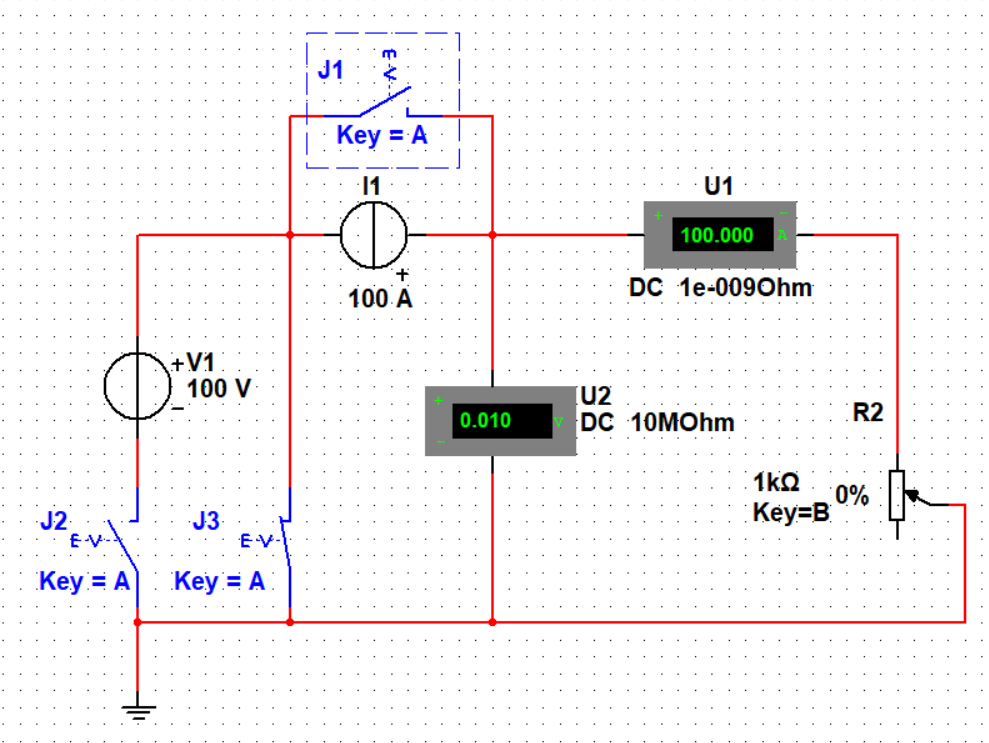 J1
E
V
Key = A
I1
+
100 A
U1
+
-
100.000
A
DC 1e-009Ohm
+
V1
100 V
−
+
-
0.010
V
U2
DC 10MOhm
R2
1kΩ
Key=B
0%
J2
E
V
Key = A
J3
E
V
Key = A